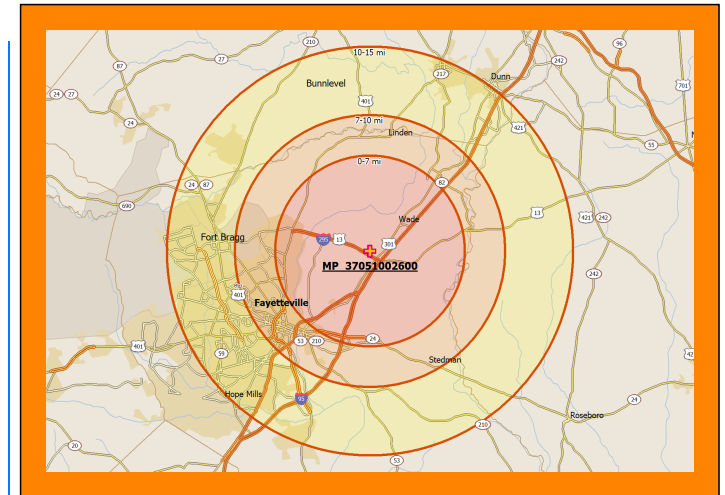 210
96
10-15 mi
242
87
27
217
Dunn
701
Bunnlevel
24 27
401
24
7-10 mi
421
Linden
55
0-7 mi
24 87
82
690
13
421 242
Wade
Fort Bragg
295 13
301
MP_37051002600
242
401
Fayetteville
53 210
24
401
59
42
Stedman
Hope Mills
95
24
Roseboro
210
20
53